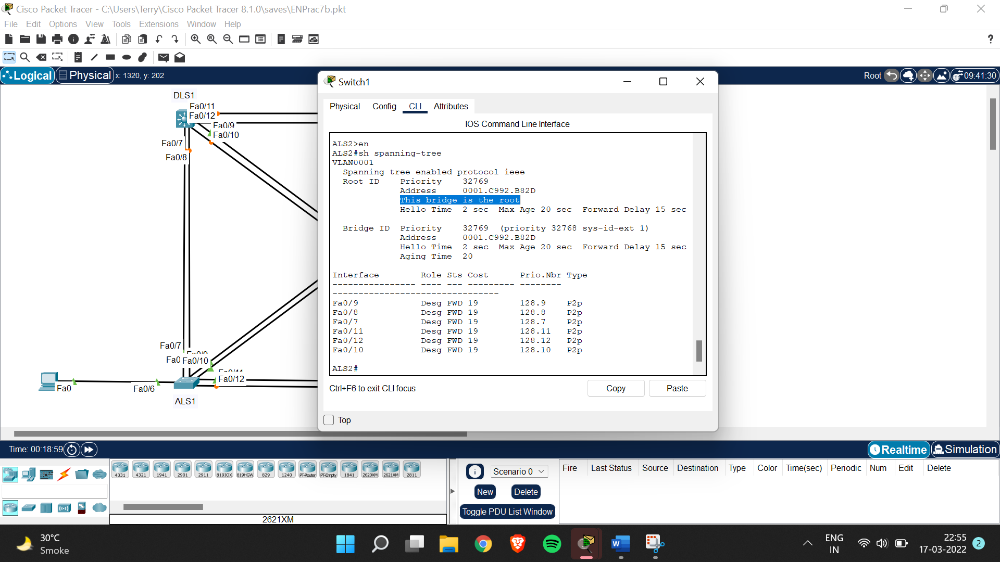 Cisco Packet Tracer - C:\Users\Terry\Cisco Packet Tracer 8.1.0\saves\ENPrac7b.pkt
File Edit Options View Tools Extensions Window Help
?
Logical Physical x: 1320, y: 202
Root 09:41:30
DLS1
Fa0/11
Fa0/12
Fa0/9
Fa0/10
Fa0/7
Fa0/8
Fa0/7
Fa0 Fa0/10
Fa0/12
Fa0
Fa0/6
ALS1
Switch1
Physical Config CLI Attributes
IOS Command Line Interface
ALS2>en
ALS2#sh spanning-tree
VLAN0001
Spanning tree enabled protocol ieee
Root ID Priority 32769
Address 0001.C992.B82D
This bridge is the root
Hello Time 2 sec Max Age 20 sec Forward Delay 15 sec
Bridge ID Priority 32769 (priority 32768 sys-id-ext 1)
Address 0001.C992.B82D
Hello Time 2 sec Max Age 20 sec Forward Delay 15 sec
Aging Time 20
Interface Role Sts Cost Prio.Nbr Type
---------------- ---- --- --------- --------
--------------------------------
Fa0/9 Desg FWD 19 128.9 P2p
Fa0/8 Desg FWD 19 128.8 P2p
Fa0/7 Desg FWD 19 128.7 P2p
Fa0/11 Desg FWD 19 128.11 P2p
Fa0/12 Desg FWD 19 128.12 P2p
Fa0/10 Desg FWD 19 128.10 P2p
ALS2#
Ctrl+F6 to exit CLI focus
Copy Paste
Top
Time: 00:18:59
Realtime Simulation
4331 4321 1941 2901 2911 819IOX 819HGW 829 1240 PT-Router PT-Empty 1841 2620XM 2621XM 2811
2621XM
Scenario 0
New Delete
Toggle PDU List Window
Fire Last Status Source Destination Type Color Time(sec) Periodic Num Edit Delete
30°C
Smoke
ENG
IN
22:55
17-03-2022
2